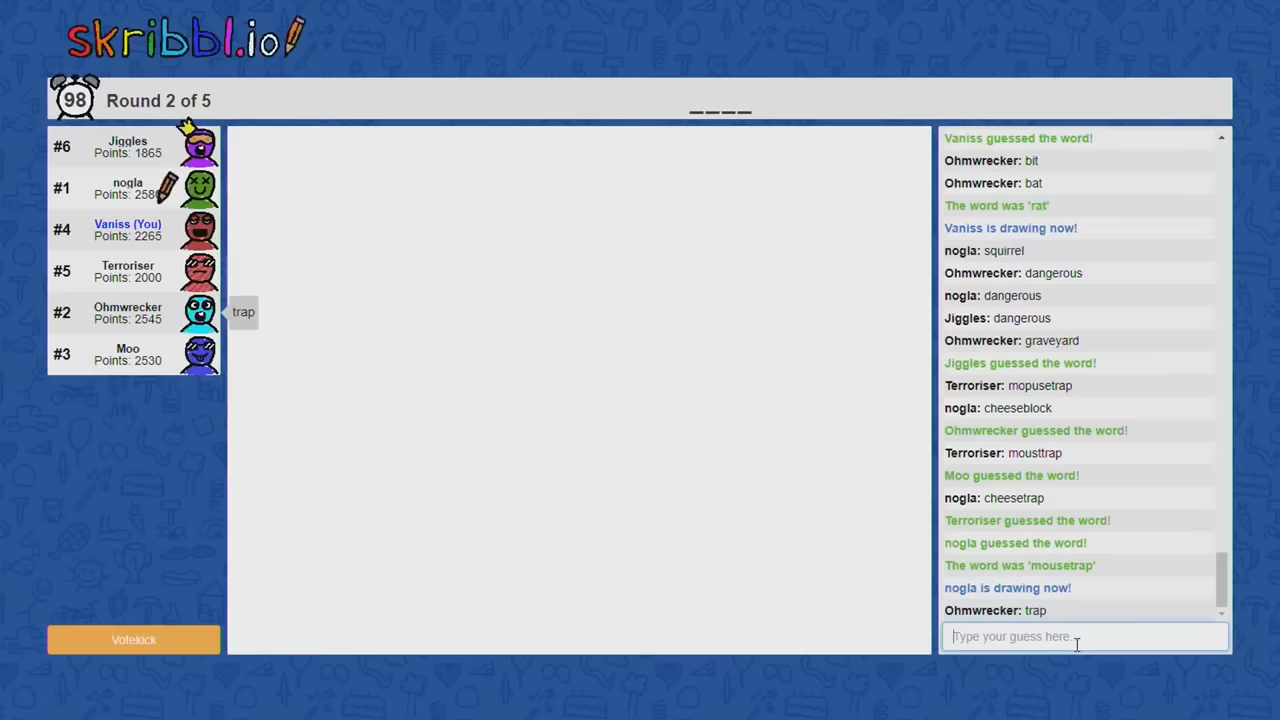 skribbl.io
98
Round 2 of 5
____
#6
Jiggles
Points: 1865
#1
nogla
Points: 2580
#4
Vaniss (You)
Points: 2265
#5
Terroriser
Points: 2000
#2
Ohmwrecker
Points: 2545
trap
#3
Moo
Points: 2530
Votekick
Vaniss guessed the word!
Ohmwrecker: bit
Ohmwrecker: bat
The word was 'rat'
Vaniss is drawing now!
nogla: squirrel
Ohmwrecker: dangerous
nogla: dangerous
Jiggles: dangerous
Ohmwrecker: graveyard
Jiggles guessed the word!
Terroriser: mopusetrap
nogla: cheeseblock
Ohmwrecker guessed the word!
Terroriser: mousttrap
Moo guessed the word!
nogla: cheesetrap
Terroriser guessed the word!
nogla guessed the word!
The word was 'mousetrap'
nogla is drawing now!
Ohmwrecker: trap
Type your guess here...